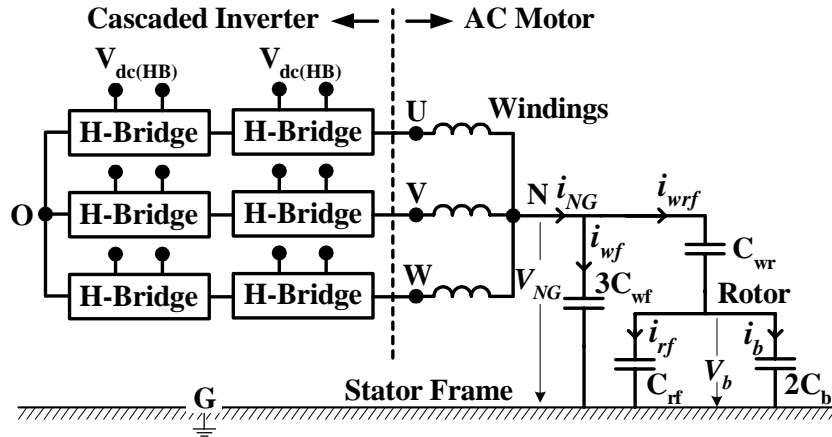 Cascaded Inverter
AC Motor
V_dc(HB)
V_dc(HB)
U
Windings
H-Bridge
H-Bridge
O
H-Bridge
H-Bridge
V
N
i_NG
i_wrf
i_wf
C_wr
H-Bridge
H-Bridge
W
V_NG
3C_wf
Rotor
i_rf
i_b
V_b
G
Stator Frame
C_rf
2C_b